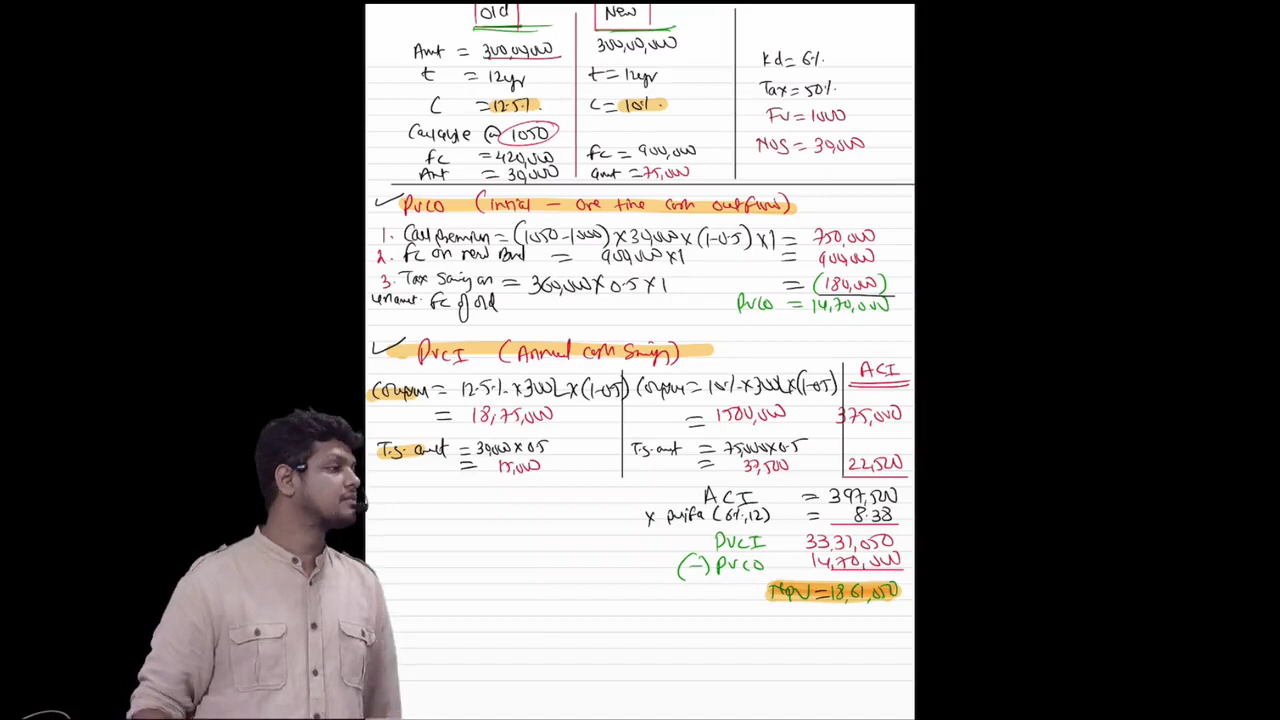 Old New
Amt = 300,00,000 300,00,000
t = 12yr t = 12yr Kd = 6%
C = 12.5% C = 10% Tax = 50%
Callable @ 1050 FV = 1000
FC = 420,000 FC = 900,000 NOS = 30,000
Amt = 30,000 Amt = 75,000
PVCO (Initial - One time cash outflows)
1. Call premium = (1050-1000) x 30,000 x (1-0.5) x 1 = 750,000
2. FC on new Bond = 900,000 x 1 = 900,000
3. Tax Saving on = 360,000 x 0.5 x 1 = (180,000)
unamt. FC of old PVCO = 14,70,000
PVCI (Annual cash Savings)
ACI
Coupon = 12.5% x 300L x (1-0.5) Coupon = 10% x 300L x (1-0.5)
= 18,75,000 = 1500,000 375,000
T.S. amt = 30,000 x 0.5 T.S. amt = 75,000 x 0.5
= 15,000 = 37,500 22,500
ACI = 397,500
x pvifa (6%,12) = 8.38
PVCI 33,31,050
(-) PVCO 14,70,000
NPV = 18,61,050